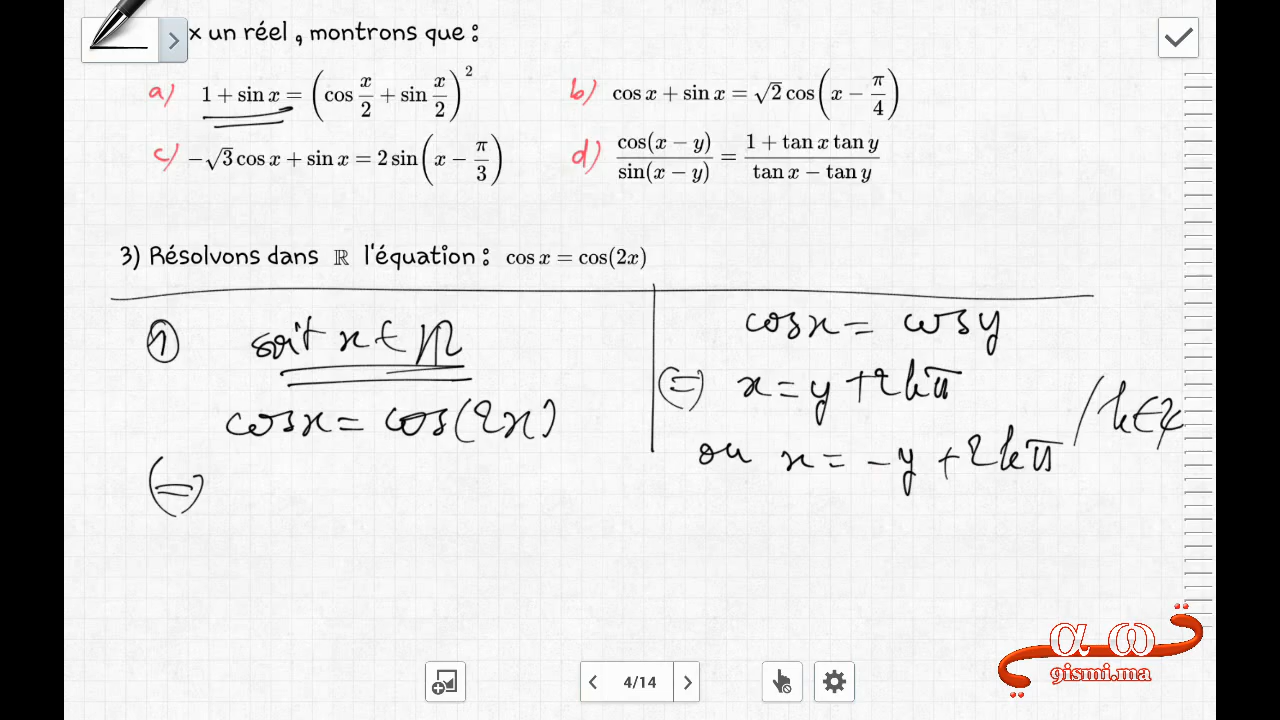 x un réel , montrons que :
a) 1 + sin x = (cos x/2 + sin x/2)²
b) cos x + sin x = √2 cos(x − π/4)
c) −√3 cos x + sin x = 2 sin(x − π/3)
d) cos(x − y)/sin(x − y) = (1 + tan x tan y)/(tan x − tan y)
3) Résolvons dans ℝ l'équation : cos x = cos(2x)
① soit x ∈ ℝ
cos x = cos(2x)
⟺
cos x = cos y
⟺ x = y + 2kπ
ou x = −y + 2kπ / k ∈ ℤ
4/14
α ω
gismi.ma